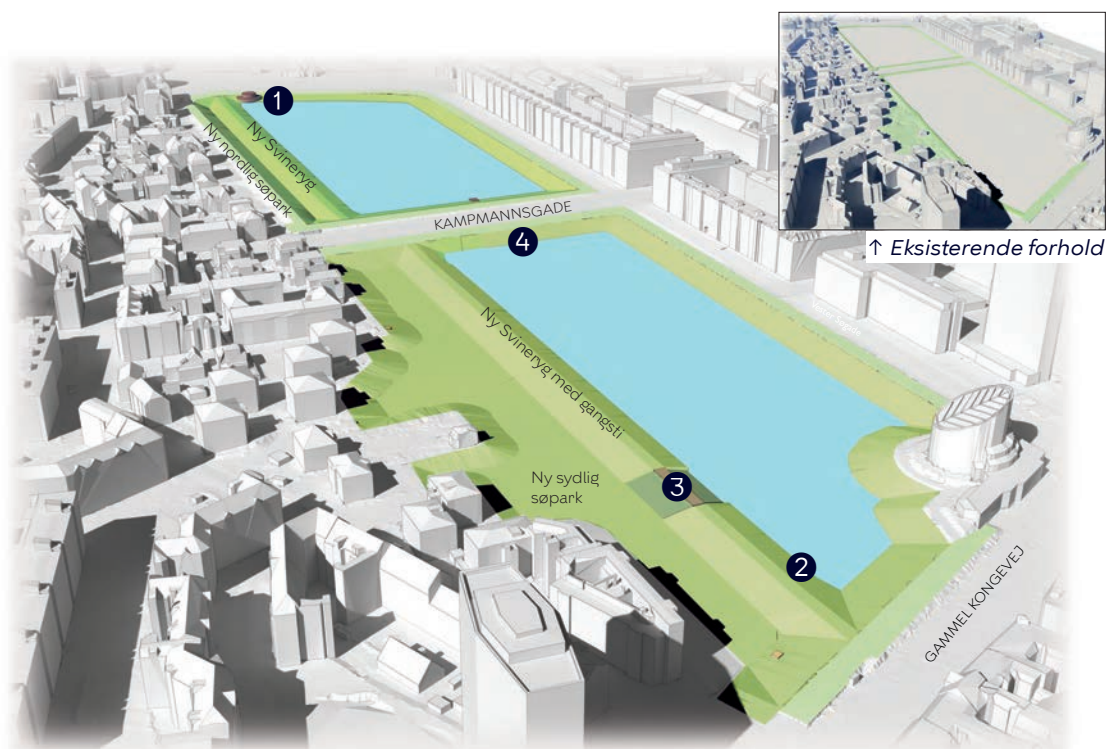 ↑ Eksisterende forhold
1
Ny Svineryg
Ny nordlig søpark
KAMPMANNSGADE
4
Ny Svineryg med gangsti
Ny sydlig
søpark
3
2
GAMMEL KONGEVEJ